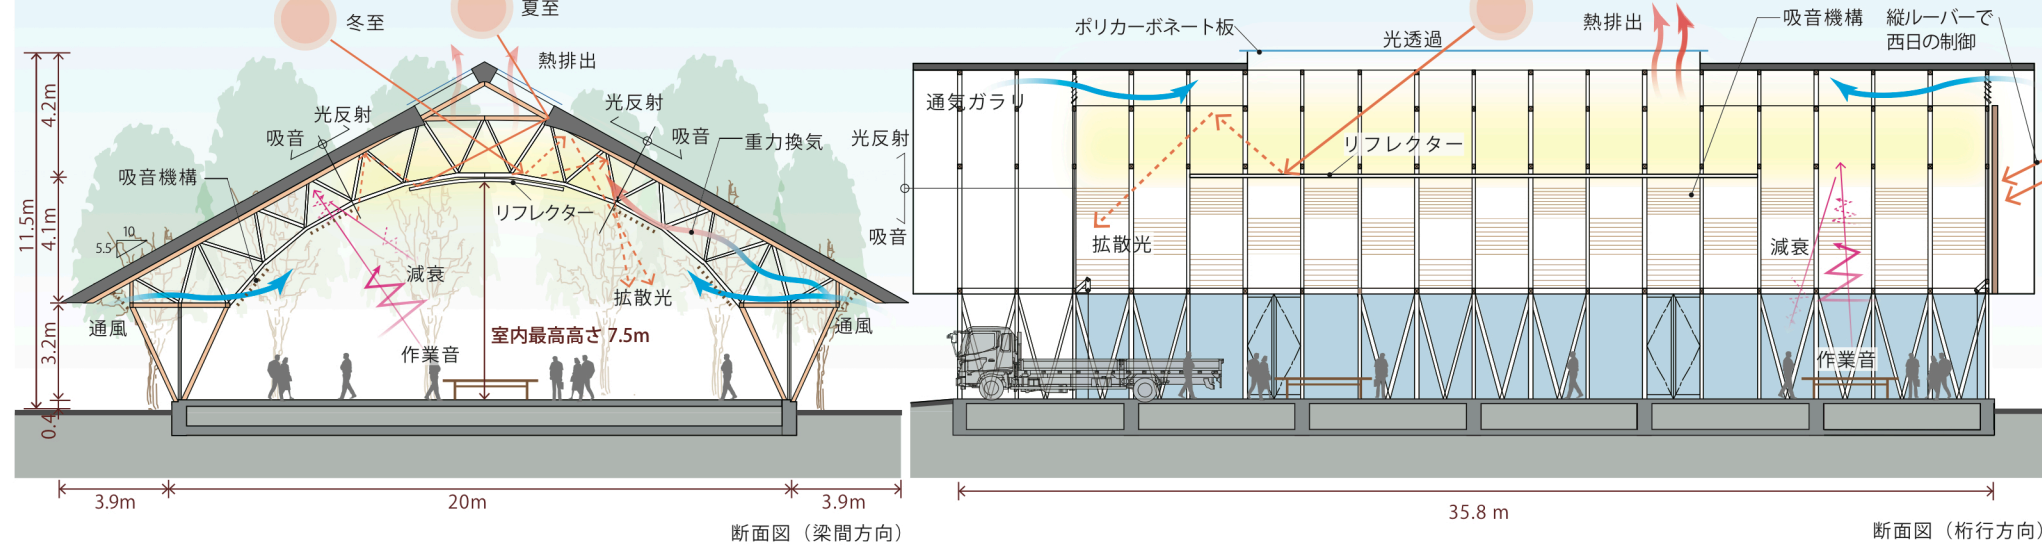 冬至
夏至
熱排出
光反射
吸音
吸音機構
光反射
吸音
重力換気
リフレクター
10
5.5
11.5m
4.2m
4.1m
3.2m
0.4
減衰
拡散光
通風
通風
室内最高高さ 7.5m
作業音
3.9m
20m
3.9m
断面図（梁間方向）
ポリカーボネート板
光透過
熱排出
吸音機構
縦ルーバーで
西日の制御
通気ガラリ
光反射
吸音
リフレクター
拡散光
減衰
作業音
35.8 m
断面図（桁行方向）